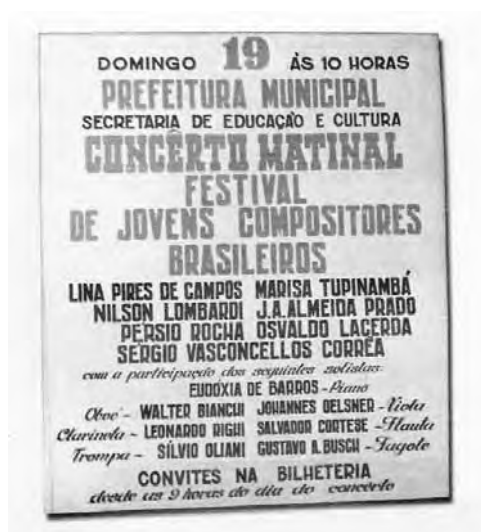 DOMINGO 19 ÀS 10 HORAS
PREFEITURA MUNICIPAL
SECRETARIA DE EDUCAÇÃO E CULTURA
CONCÊRTO MATINAL
FESTIVAL
DE JOVENS COMPOSITORES
BRASILEIROS
LINA PIRES DE CAMPOS MARISA TUPINAMBÁ
NILSON LOMBARDI J.A.ALMEIDA PRADO
PERSIO ROCHA OSVALDO LACERDA
SERGIO VASCONCELLOS CORRÊA
com a participação dos seguintes solistas:
EUDÓXIA DE BARROS - Piano
Oboé - WALTER BIANCHI JOHANNES OELSNER - Viola
Clarineta - LEONARDO RIGHI SALVADOR CORTESE - Flauta
Trompa - SÍLVIO OLIANI GUSTAVO A. BUSCH - Fagote
CONVITES NA BILHETERIA
desde as 9 horas do dia do concêrto